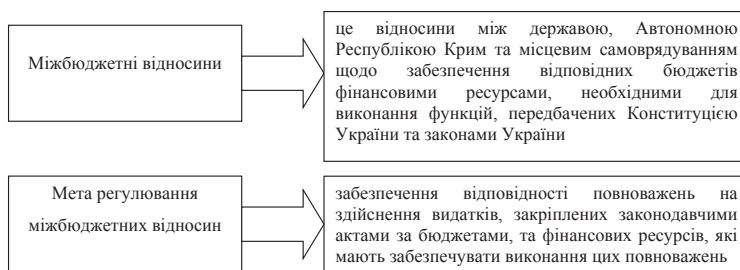 Міжбюджетні відносини
це відносини між державою, Автономною
Республікою Крим та місцевим самоврядуванням
щодо забезпечення відповідних бюджетів
фінансовими ресурсами, необхідними для
виконання функцій, передбачених Конституцією
України та законами України
Мета регулювання
міжбюджетних відносин
забезпечення відповідності повноважень на
здійснення видатків, закріплених законодавчими
актами за бюджетами, та фінансових ресурсів, які
мають забезпечувати виконання цих повноважень